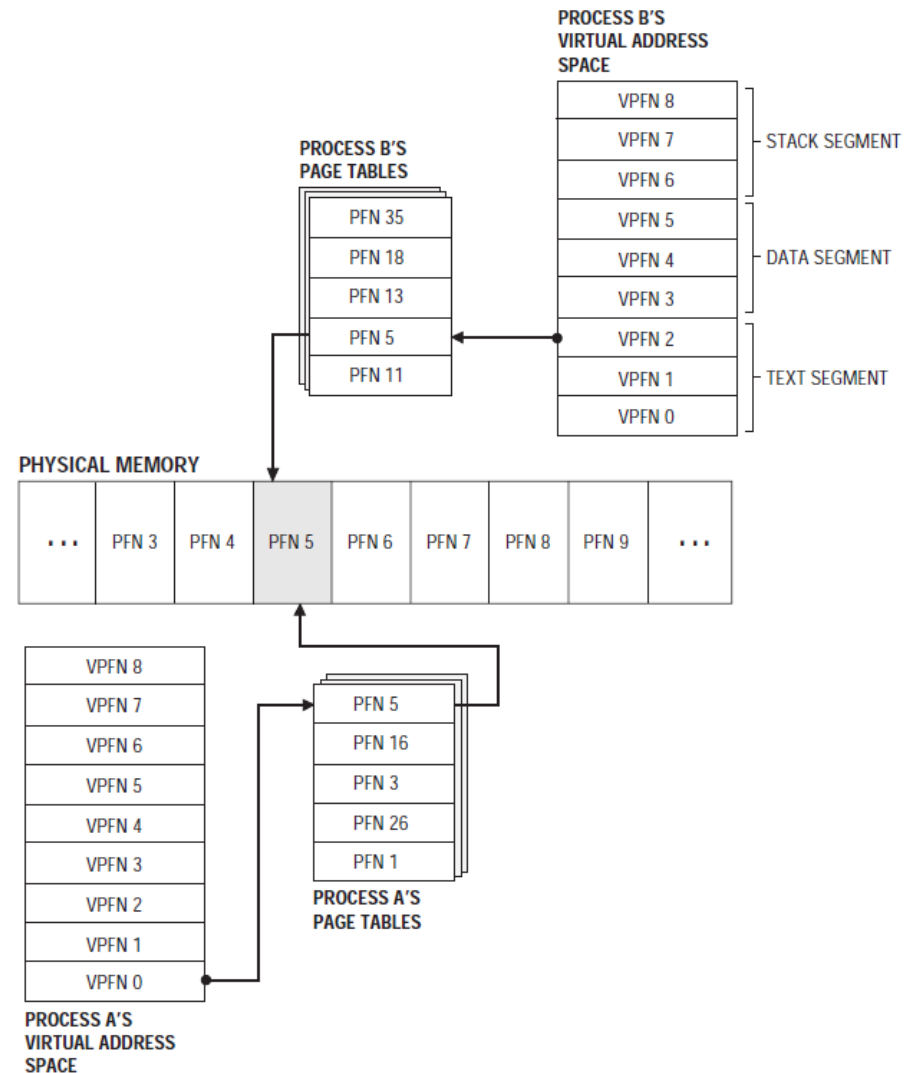 PROCESS B'S
VIRTUAL ADDRESS
SPACE
VPFN 8
VPFN 7
VPFN 6
VPFN 5
VPFN 4
VPFN 3
VPFN 2
VPFN 1
VPFN 0
STACK SEGMENT
DATA SEGMENT
TEXT SEGMENT
PROCESS B'S
PAGE TABLES
PFN 35
PFN 18
PFN 13
PFN 5
PFN 11
PHYSICAL MEMORY
... PFN 3 PFN 4 PFN 5 PFN 6 PFN 7 PFN 8 PFN 9 ...
VPFN 8
VPFN 7
VPFN 6
VPFN 5
VPFN 4
VPFN 3
VPFN 2
VPFN 1
VPFN 0
PROCESS A'S
VIRTUAL ADDRESS
SPACE
PFN 5
PFN 16
PFN 3
PFN 26
PFN 1
PROCESS A'S
PAGE TABLES